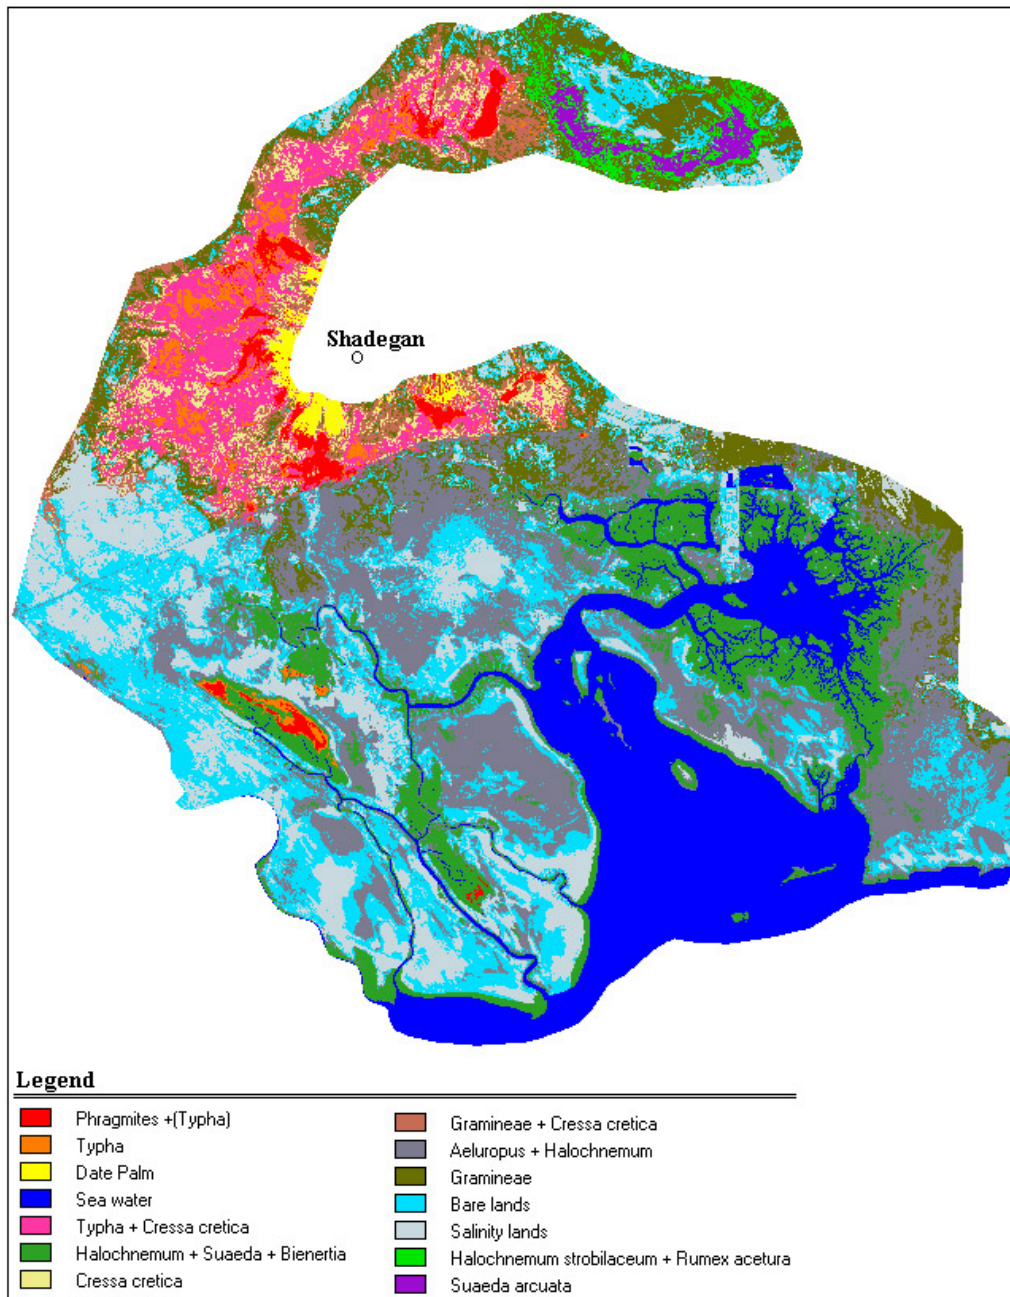 Shadegan
Legend
Phragmites +(Typha)
Typha
Date Palm
Sea water
Typha + Cressa cretica
Halochnemum + Suaeda + Bienertia
Cressa cretica
Gramineae + Cressa cretica
Aeluropus + Halochnemum
Gramineae
Bare lands
Salinity lands
Halochnemum strobilaceum + Rumex acetura
Suaeda arcuata